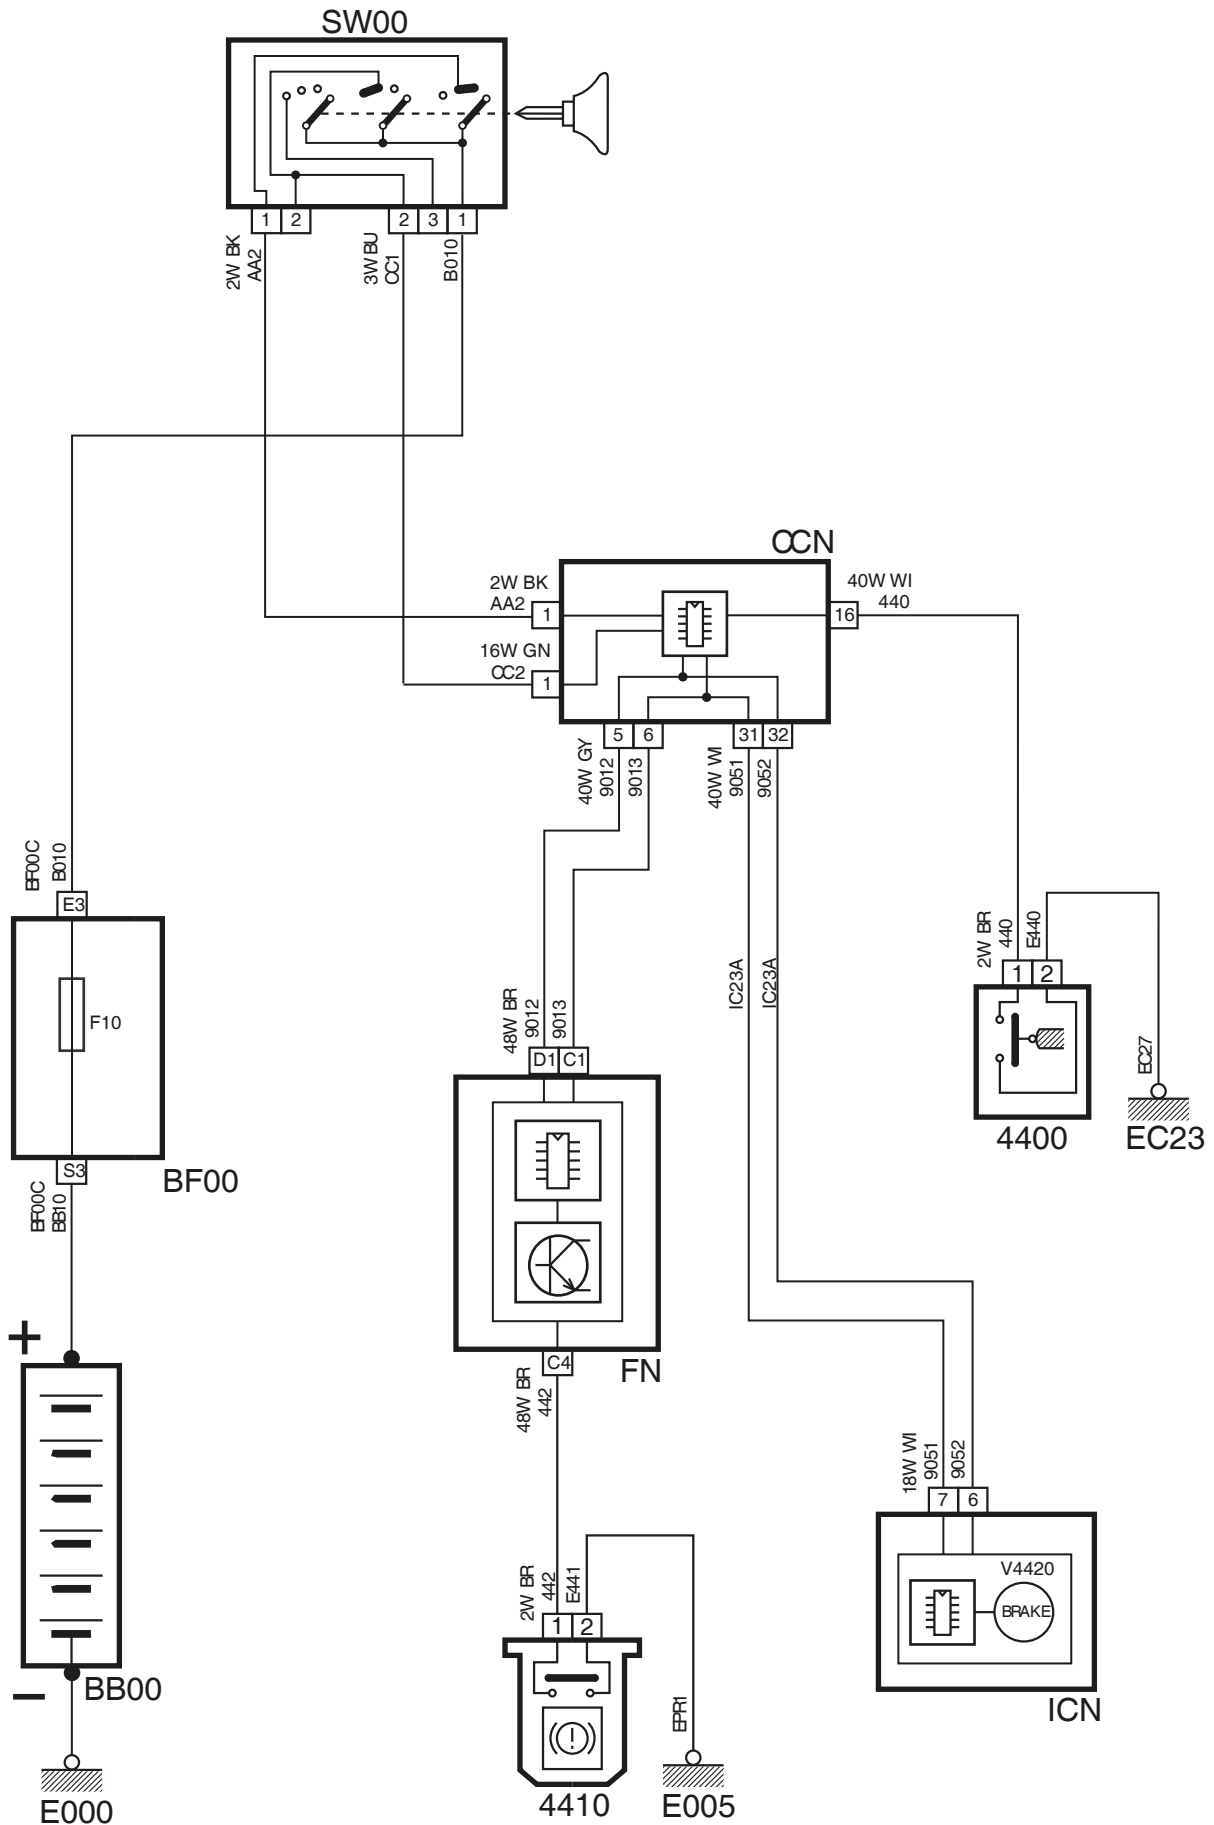 SW00
1 2 2 3 1
2W BK
AA2
3W BU
CC1
B010
CCN
2W BK
AA2
1
16W GN
CC2
1
40W WI
440
16
5 6 31 32
40W GY
9012
9013
40W WI
9051
9052
BF00C
B010
E3
F10
S3
BF00
BF00C
BB10
+
−
BB00
E000
48W BR
9012
9013
D1 C1
C4
FN
48W BR
442
IC23A
IC23A
2W BR
440
E440
1 2
4400
EC27
EC23
18W WI
9051
9052
7 6
V4420
BRAKE
ICN
2W BR
442
E441
1 2
(!)
4410
EPR1
E005